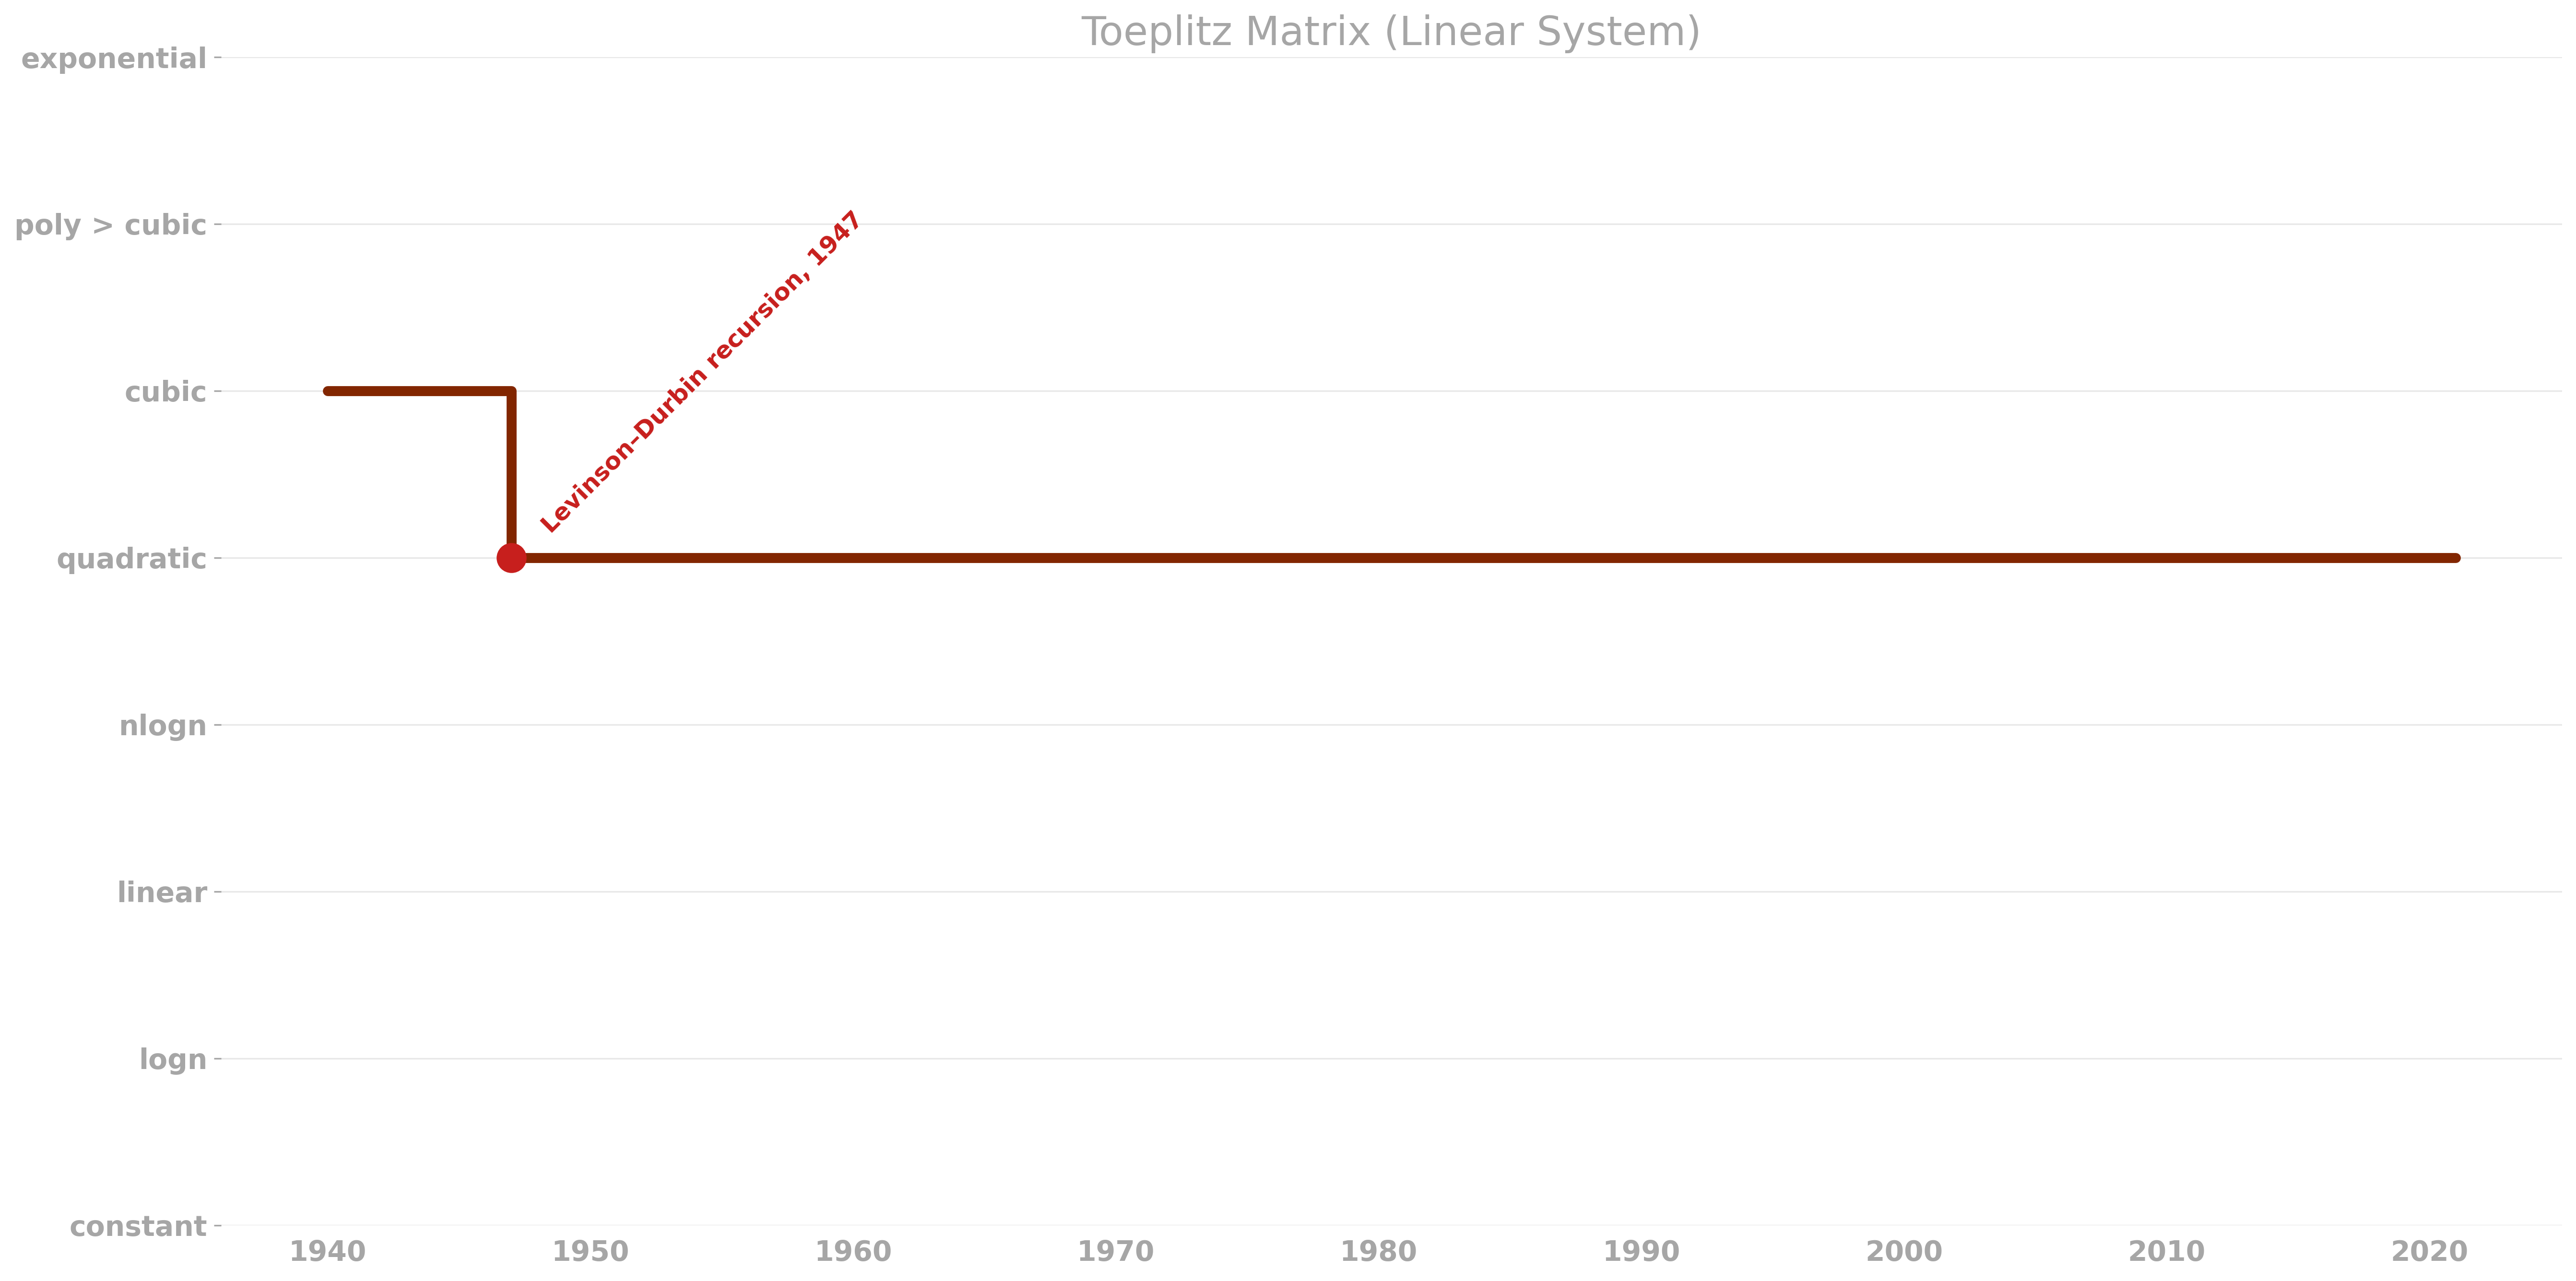 Toeplitz Matrix (Linear System)
exponential
poly > cubic
cubic
quadratic
nlogn
linear
logn
constant
Levinson–Durbin recursion, 1947
1940 1950 1960 1970 1980 1990 2000 2010 2020